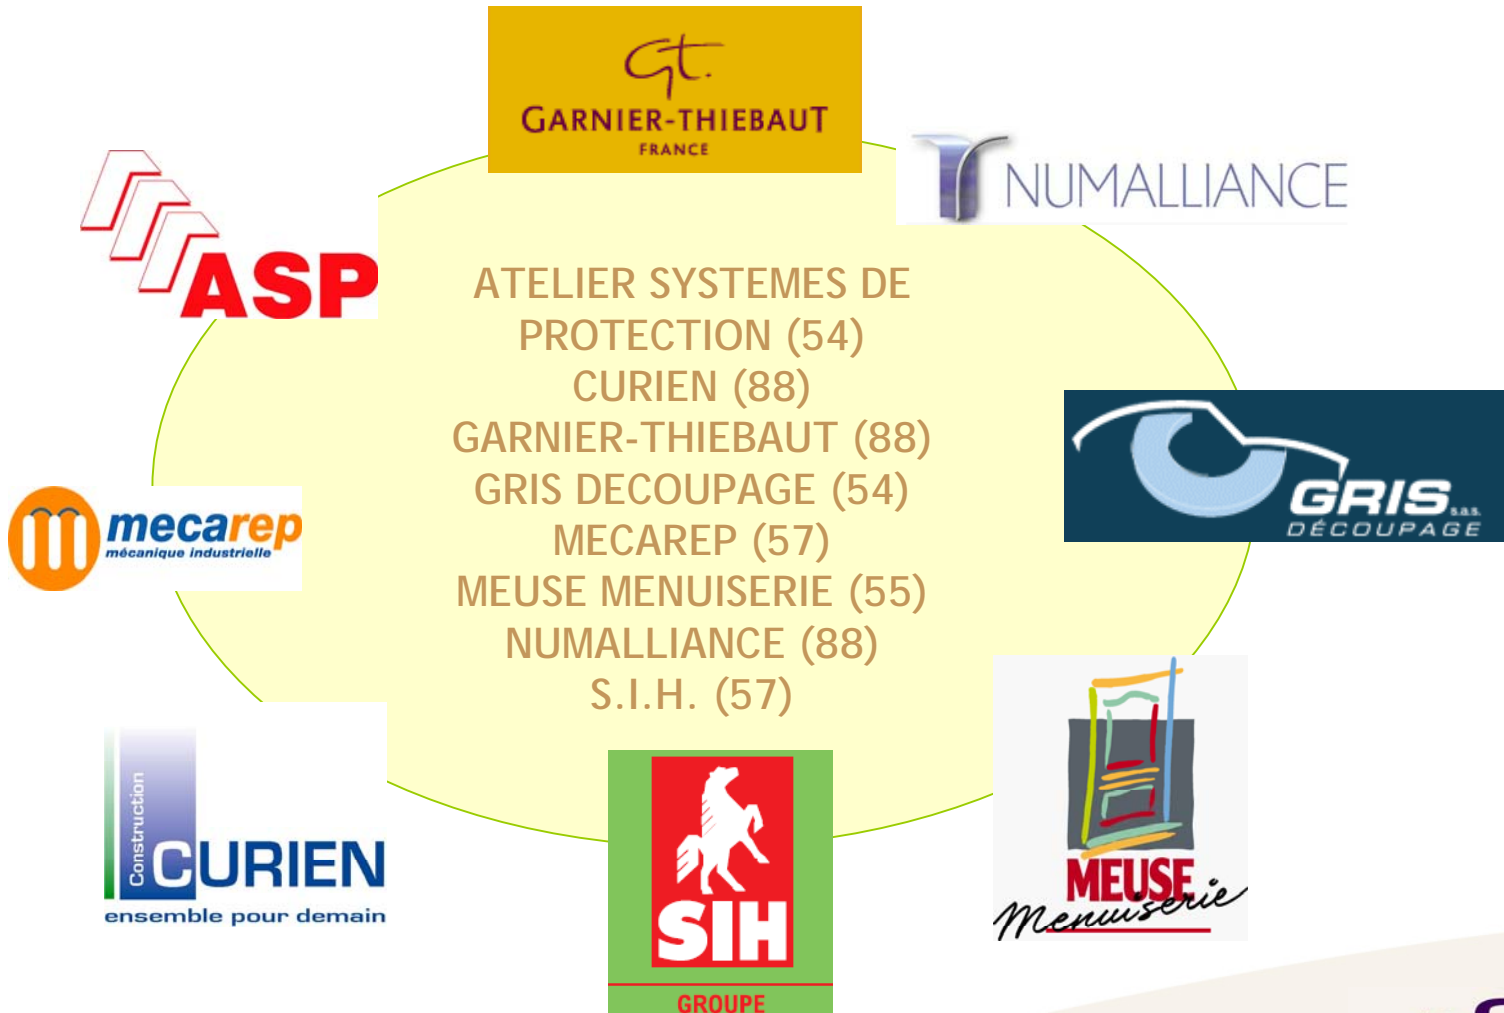 Gt.
GARNIER-THIEBAUT
FRANCE
NUMALLIANCE
ASP
ATELIER SYSTEMES DE
PROTECTION (54)
CURIEN (88)
GARNIER-THIEBAUT (88)
GRIS DECOUPAGE (54)
MECAREP (57)
MEUSE MENUISERIE (55)
NUMALLIANCE (88)
S.I.H. (57)
GRIS s.a.s.
DÉCOUPAGE
m mecarep
mécanique industrielle
Construction
CURIEN
ensemble pour demain
SIH
GROUPE
MEUSE
Menuiserie